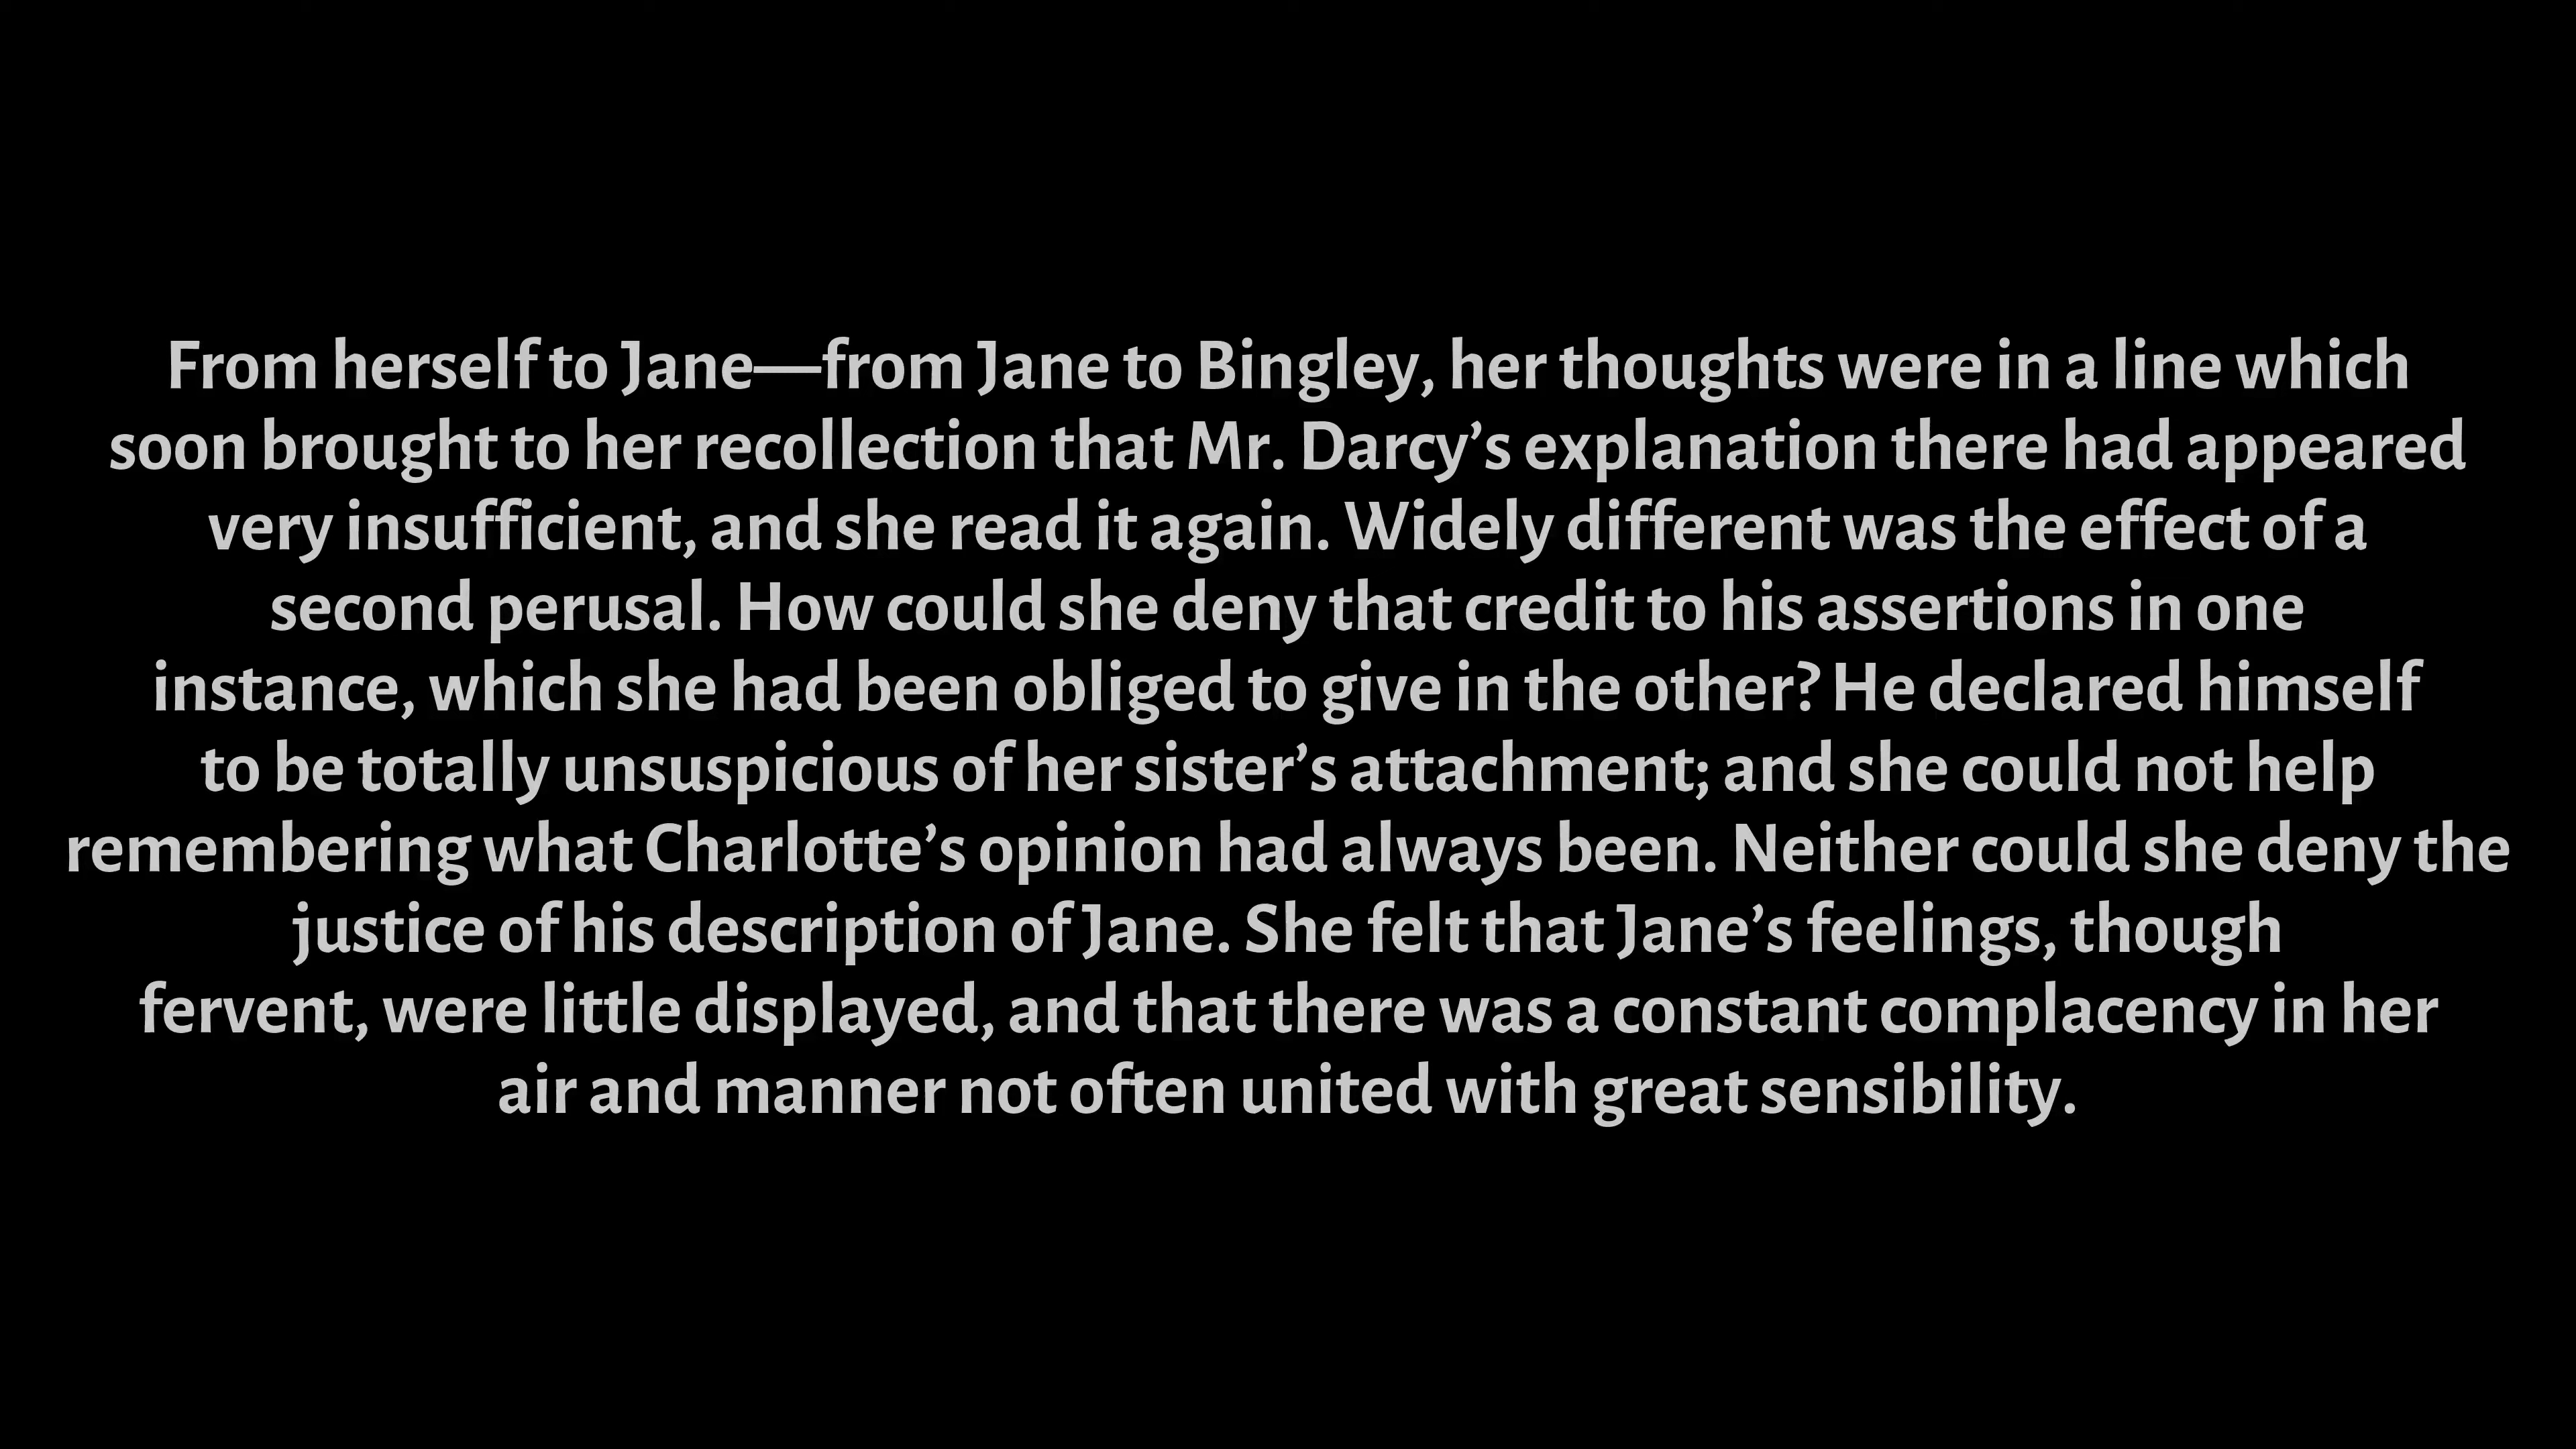 From herself to Jane—from Jane to Bingley, her thoughts were in a line which
soon brought to her recollection that Mr. Darcy’s explanation there had appeared
very insufficient, and she read it again. Widely different was the effect of a
second perusal. How could she deny that credit to his assertions in one
instance, which she had been obliged to give in the other? He declared himself
to be totally unsuspicious of her sister’s attachment; and she could not help
remembering what Charlotte’s opinion had always been. Neither could she deny the
justice of his description of Jane. She felt that Jane’s feelings, though
fervent, were little displayed, and that there was a constant complacency in her
air and manner not often united with great sensibility.